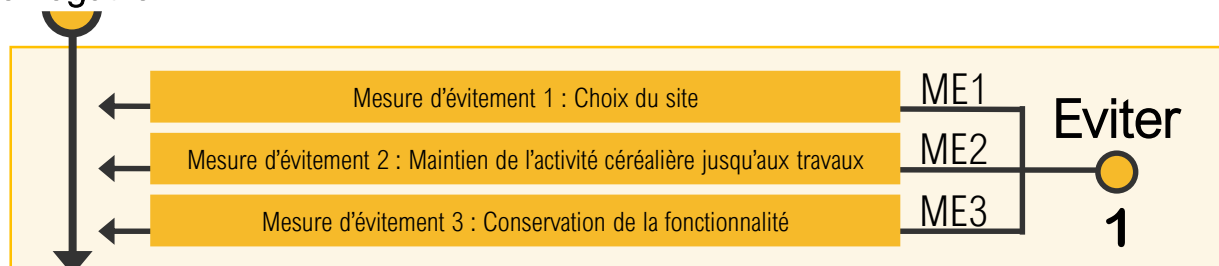 Mesure d'évitement 1 : Choix du site
ME1
Eviter
Mesure d'évitement 2 : Maintien de l'activité céréalière jusqu'aux travaux
ME2
Mesure d'évitement 3 : Conservation de la fonctionnalité
ME3
1